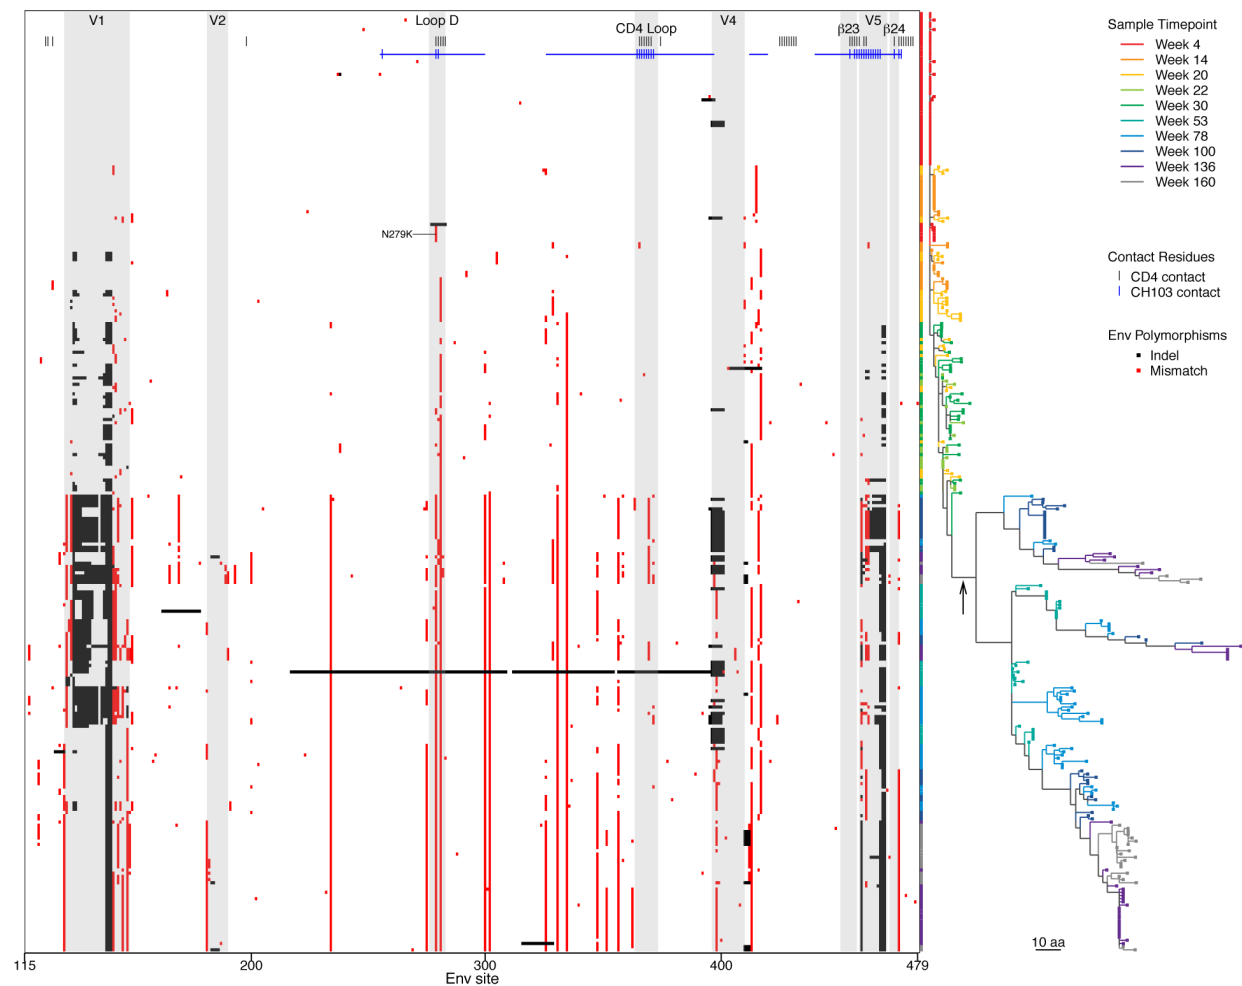 V1
V2
Loop D
CD4 Loop
V4
β23
V5
β24
N279K
115
200
300
400
479
Env site
10 aa
Sample Timepoint
Week 4
Week 14
Week 20
Week 22
Week 30
Week 53
Week 78
Week 100
Week 136
Week 160
Contact Residues
CD4 contact
CH103 contact
Env Polymorphisms
Indel
Mismatch